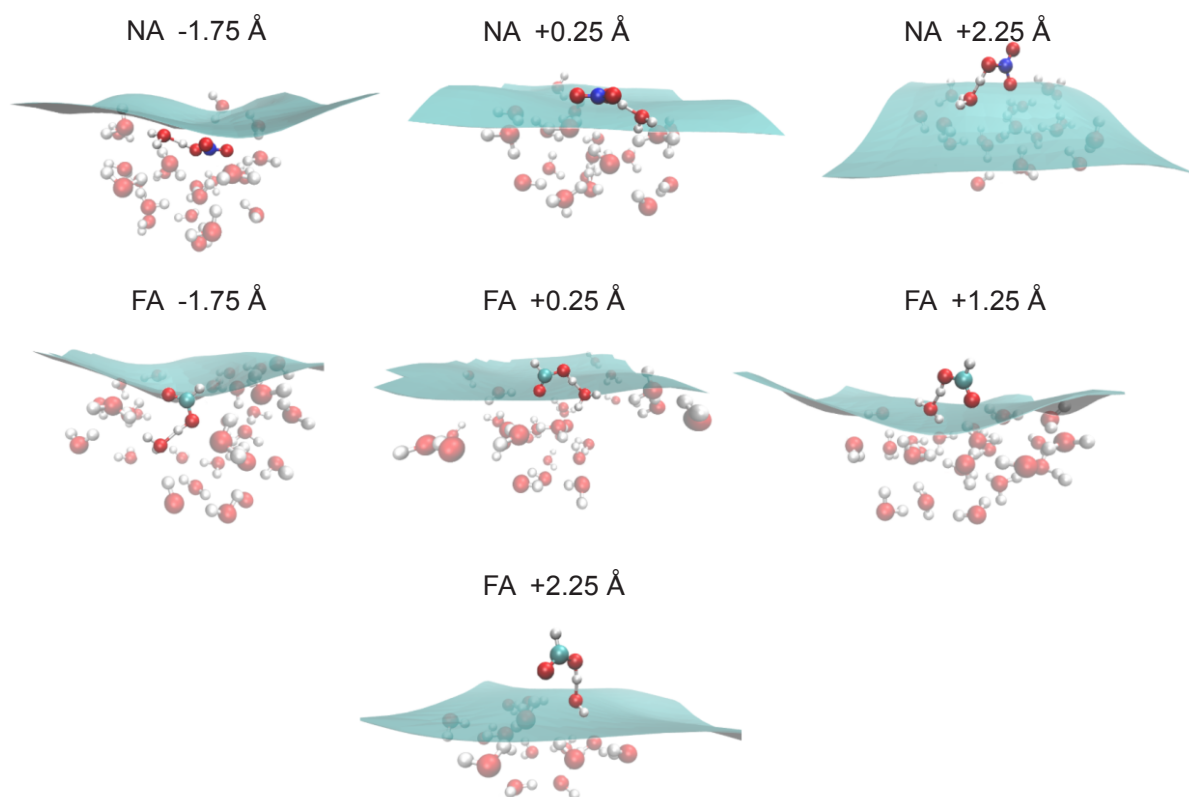 NA -1.75 Å
NA +0.25 Å
NA +2.25 Å
FA -1.75 Å
FA +0.25 Å
FA +1.25 Å
FA +2.25 Å